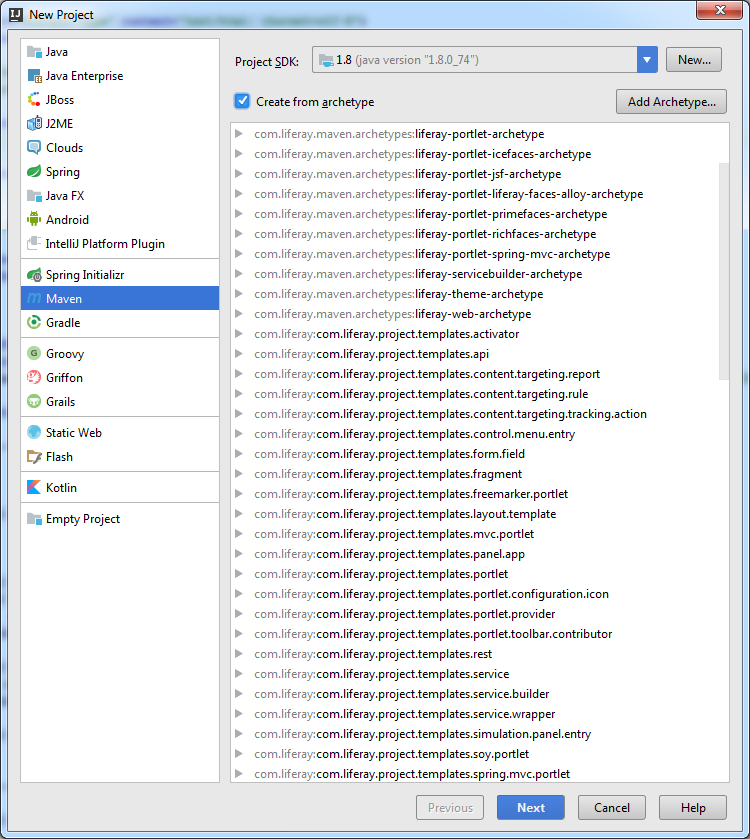 New Project
Java
Java Enterprise
JBoss
J2ME
Clouds
Spring
Java FX
Android
IntelliJ Platform Plugin
Spring Initializr
Maven
Gradle
Groovy
Griffon
Grails
Static Web
Flash
Kotlin
Empty Project
Project SDK: 1.8 (java version "1.8.0_74") New...
Create from archetype Add Archetype...
com.liferay.maven.archetypes:liferay-portlet-archetype
com.liferay.maven.archetypes:liferay-portlet-icefaces-archetype
com.liferay.maven.archetypes:liferay-portlet-jsf-archetype
com.liferay.maven.archetypes:liferay-portlet-liferay-faces-alloy-archetype
com.liferay.maven.archetypes:liferay-portlet-primefaces-archetype
com.liferay.maven.archetypes:liferay-portlet-richfaces-archetype
com.liferay.maven.archetypes:liferay-portlet-spring-mvc-archetype
com.liferay.maven.archetypes:liferay-servicebuilder-archetype
com.liferay.maven.archetypes:liferay-theme-archetype
com.liferay.maven.archetypes:liferay-web-archetype
com.liferay:com.liferay.project.templates.activator
com.liferay:com.liferay.project.templates.api
com.liferay:com.liferay.project.templates.content.targeting.report
com.liferay:com.liferay.project.templates.content.targeting.rule
com.liferay:com.liferay.project.templates.content.targeting.tracking.action
com.liferay:com.liferay.project.templates.control.menu.entry
com.liferay:com.liferay.project.templates.form.field
com.liferay:com.liferay.project.templates.fragment
com.liferay:com.liferay.project.templates.freemarker.portlet
com.liferay:com.liferay.project.templates.layout.template
com.liferay:com.liferay.project.templates.mvc.portlet
com.liferay:com.liferay.project.templates.panel.app
com.liferay:com.liferay.project.templates.portlet
com.liferay:com.liferay.project.templates.portlet.configuration.icon
com.liferay:com.liferay.project.templates.portlet.provider
com.liferay:com.liferay.project.templates.portlet.toolbar.contributor
com.liferay:com.liferay.project.templates.rest
com.liferay:com.liferay.project.templates.service
com.liferay:com.liferay.project.templates.service.builder
com.liferay:com.liferay.project.templates.service.wrapper
com.liferay:com.liferay.project.templates.simulation.panel.entry
com.liferay:com.liferay.project.templates.soy.portlet
com.liferay:com.liferay.project.templates.spring.mvc.portlet
Previous Next Cancel Help